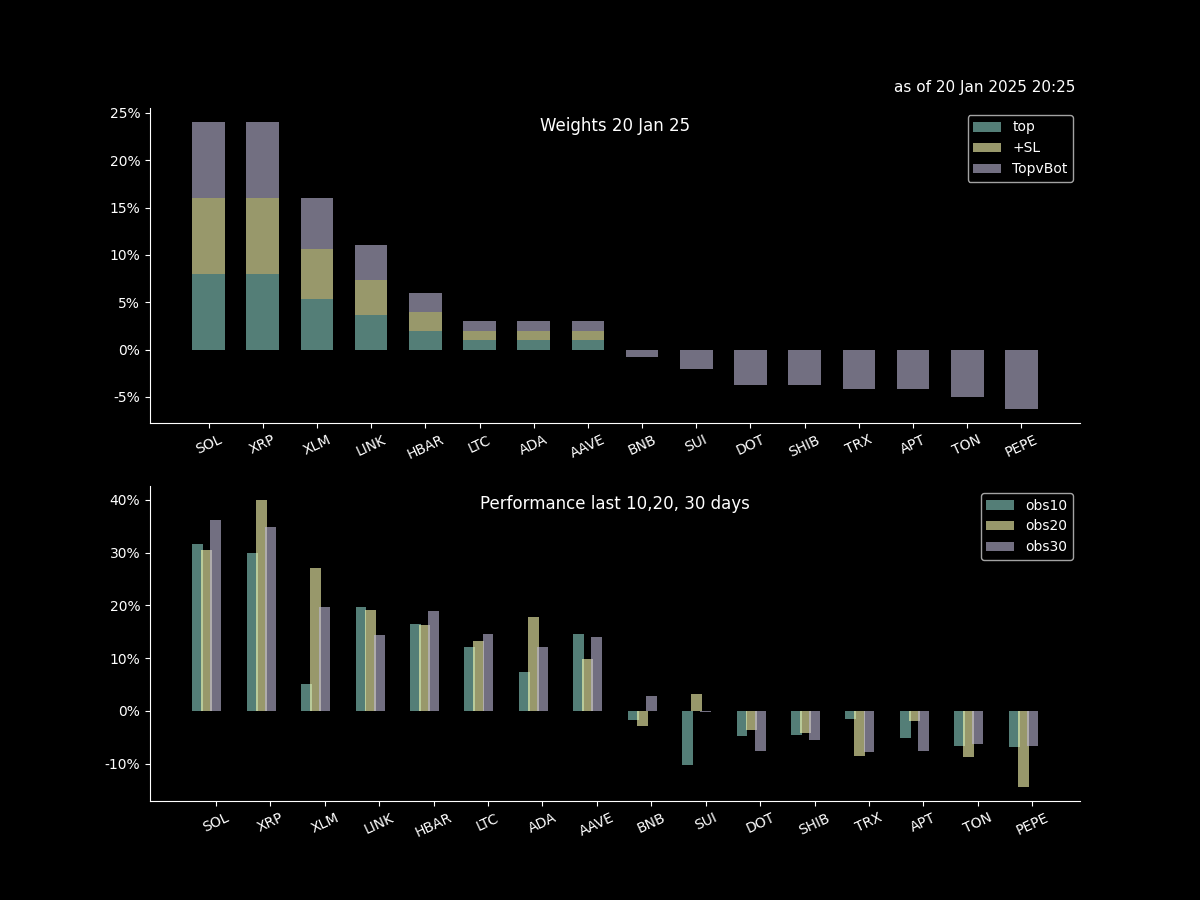 as of 20 Jan 2025 20:25
Weights 20 Jan 25
top
+SL
TopvBot
25%
20%
15%
10%
5%
0%
-5%
SOL XRP XLM LINK HBAR LTC ADA AAVE BNB SUI DOT SHIB TRX APT TON PEPE
Performance last 10,20, 30 days
obs10
obs20
obs30
40%
30%
20%
10%
0%
-10%
SOL XRP XLM LINK HBAR LTC ADA AAVE BNB SUI DOT SHIB TRX APT TON PEPE